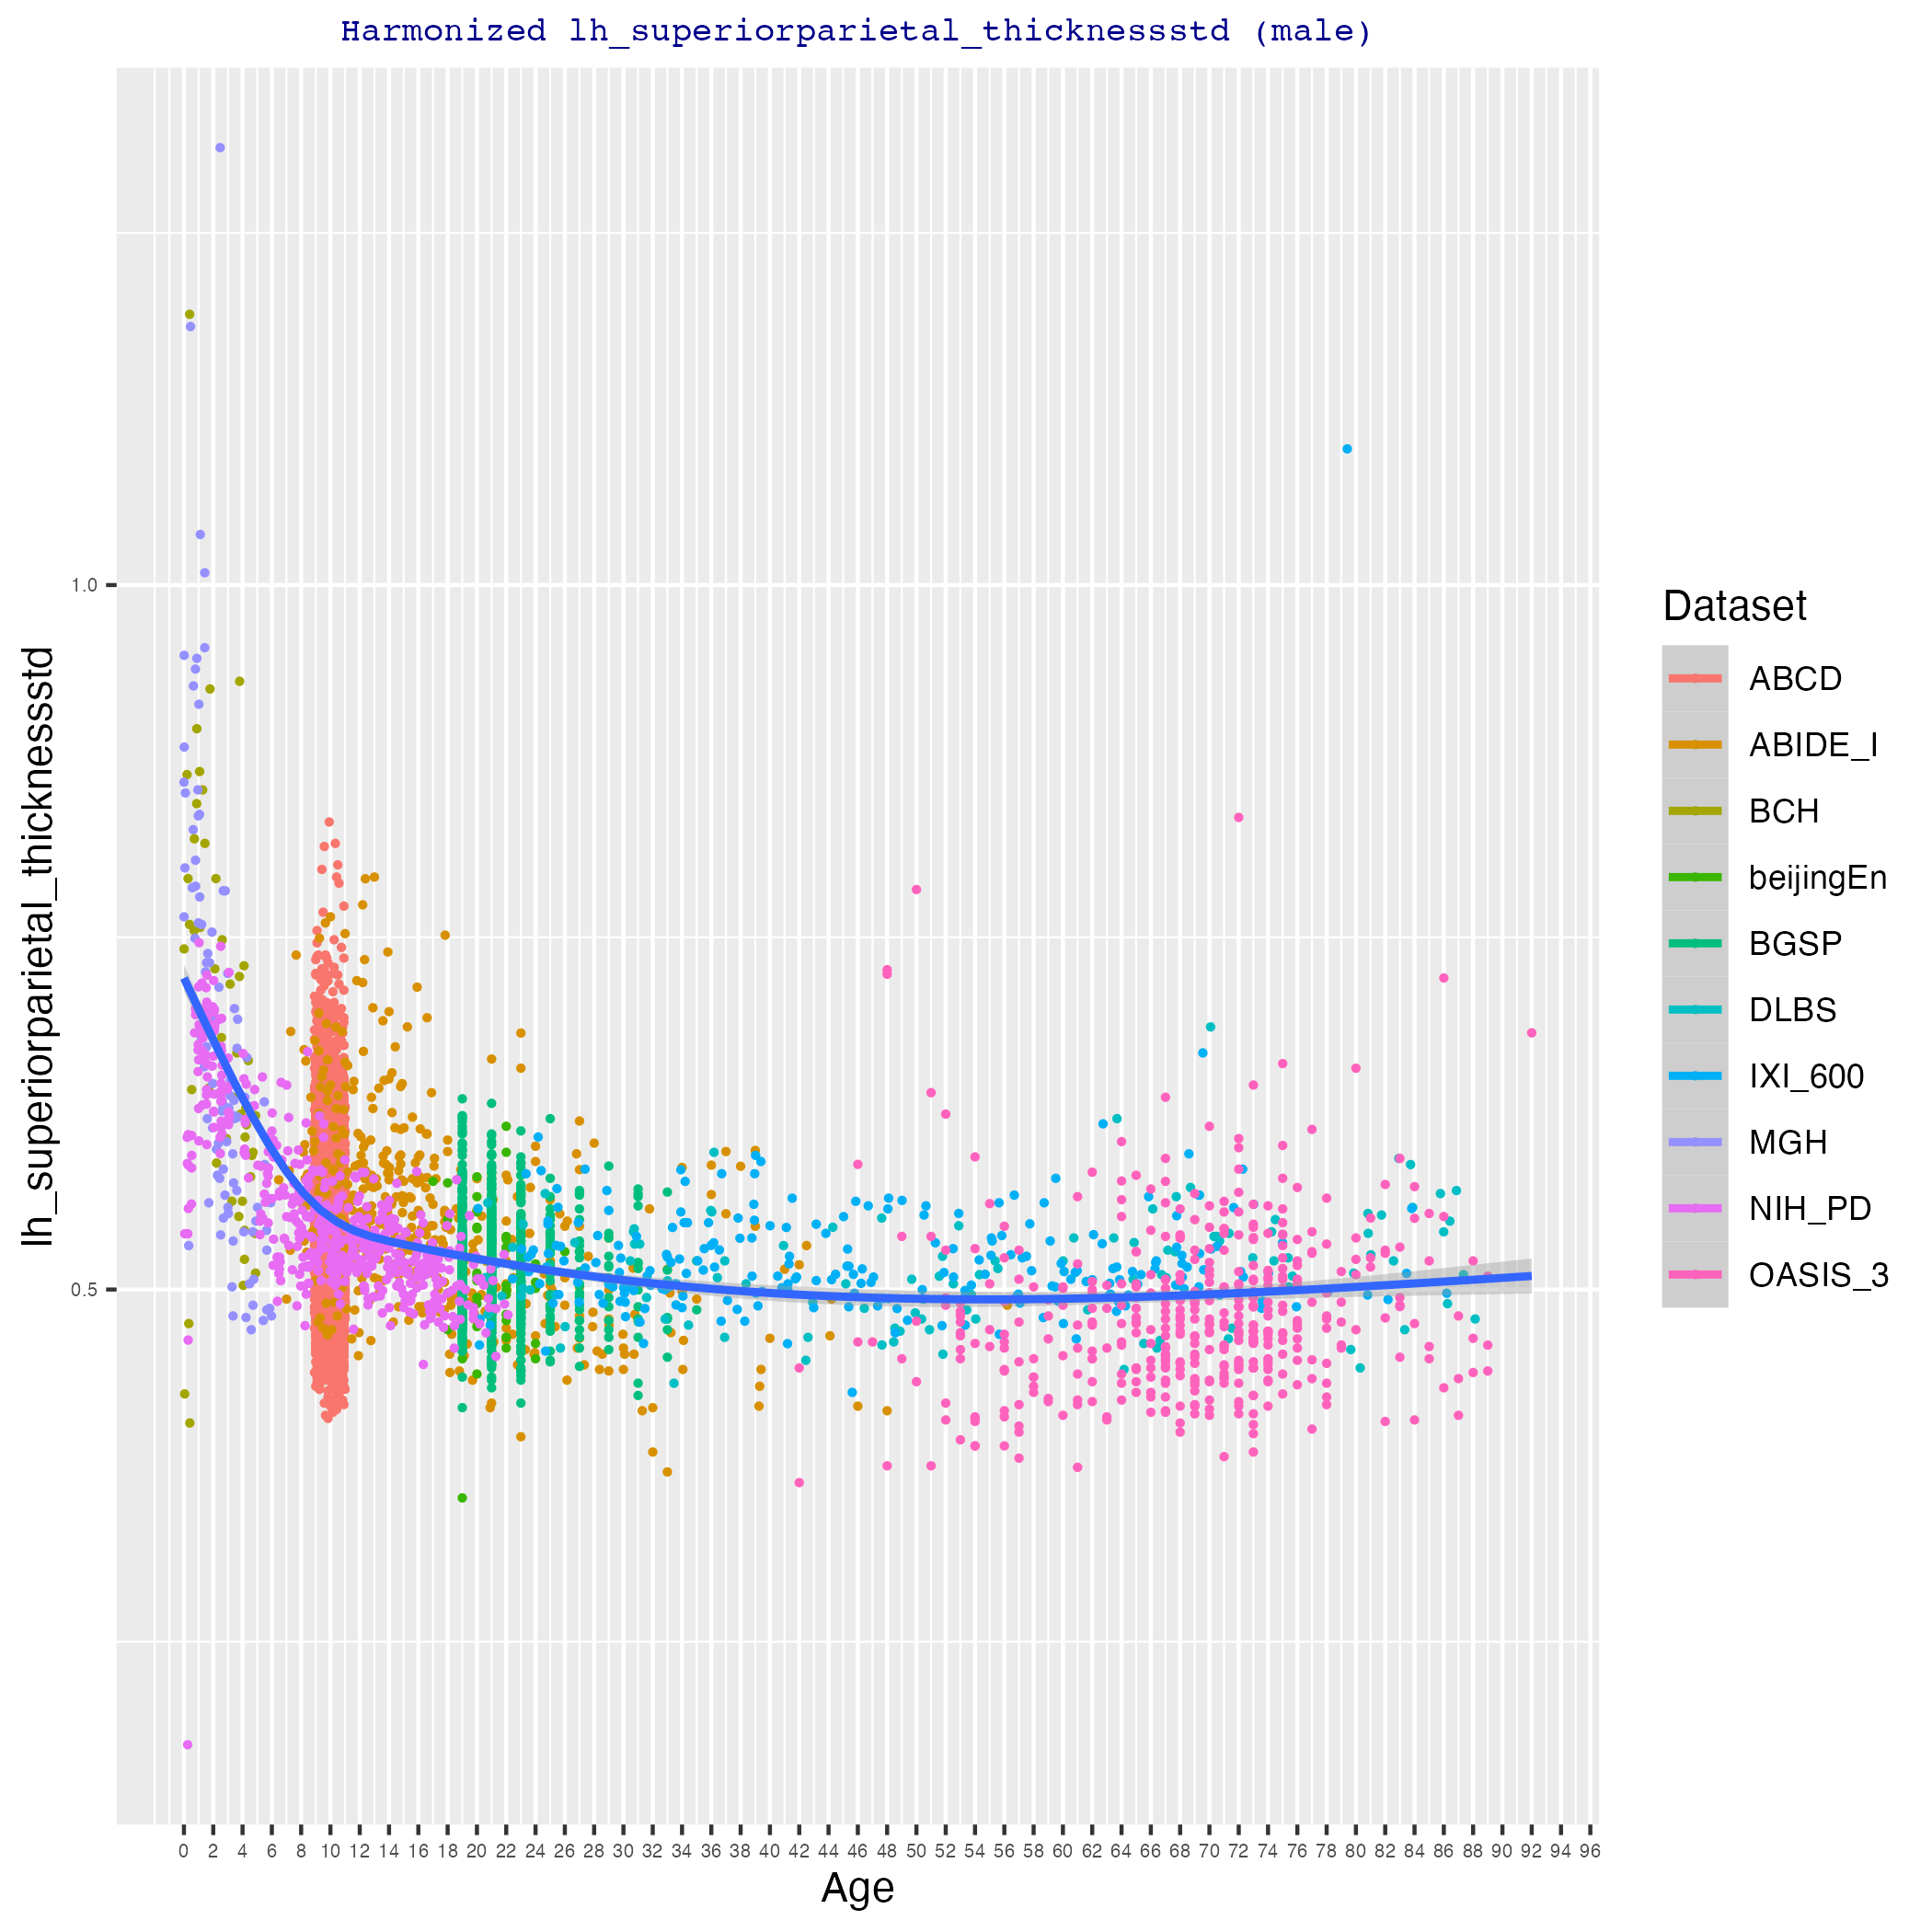 Harmonized lh_superiorparietal_thicknessstd (male)
lh_superiorparietal_thicknessstd
1.0
0.5
0 2 4 6 8 10 12 14 16 18 20 22 24 26 28 30 32 34 36 38 40 42 44 46 48 50 52 54 56 58 60 62 64 66 68 70 72 74 76 78 80 82 84 86 88 90 92 94 96
Age
Dataset
ABCD
ABIDE_I
BCH
beijingEn
BGSP
DLBS
IXI_600
MGH
NIH_PD
OASIS_3